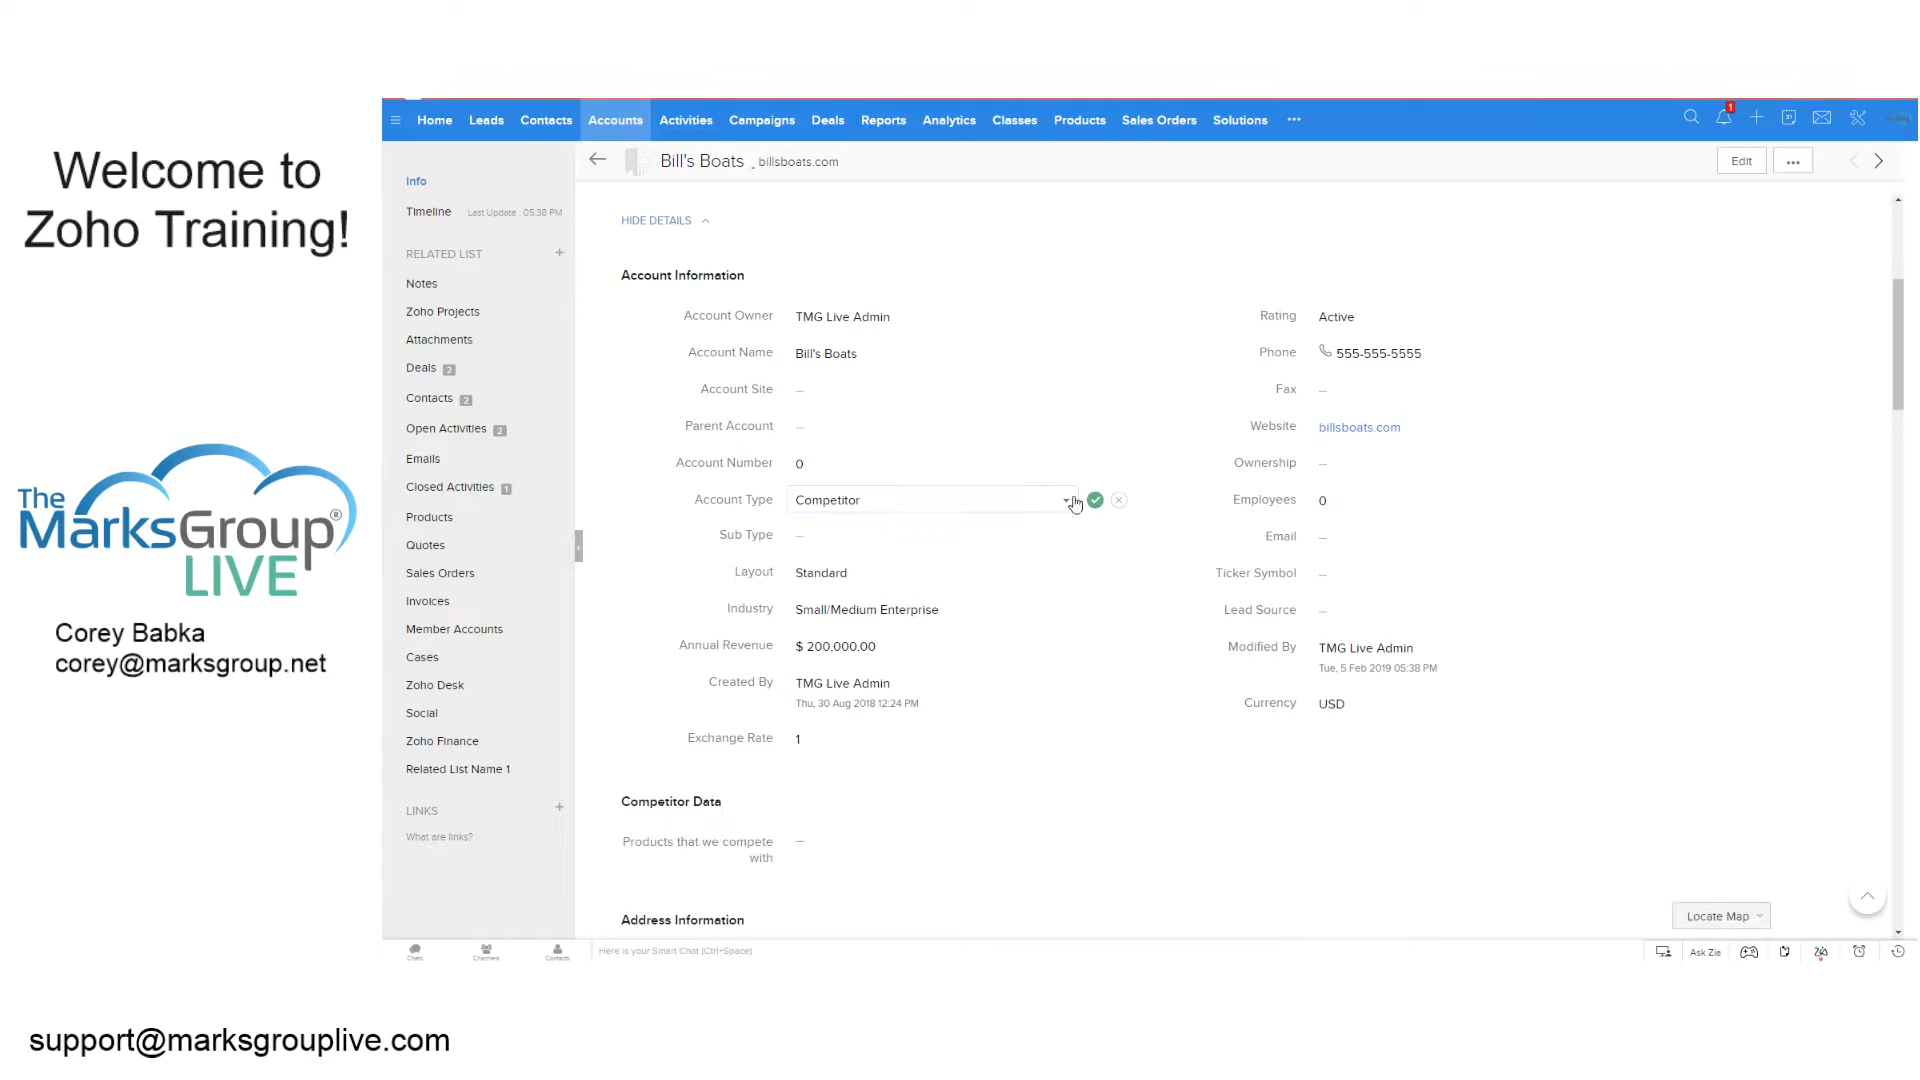 Welcome to
Zoho Training!
The
MarksGroup®
LIVE
Corey Babka
corey@marksgroup.net
support@marksgrouplive.com
Home Leads Contacts Accounts Activities Campaigns Deals Reports Analytics Classes Products Sales Orders Solutions ••• 1 31
Bill's Boats - billsboats.com Edit •••
Info
Timeline Last Update : 05:38 PM
RELATED LIST +
Notes
Zoho Projects
Attachments
Deals 2
Contacts 2
Open Activities 2
Emails
Closed Activities 1
Products
Quotes
Sales Orders
Invoices
Member Accounts
Cases
Zoho Desk
Social
Zoho Finance
Related List Name 1
LINKS +
What are links?
HIDE DETAILS
Account Information
Account Owner TMG Live Admin
Account Name Bill's Boats
Account Site —
Parent Account —
Account Number 0
Account Type Competitor
Sub Type —
Layout Standard
Industry Small/Medium Enterprise
Annual Revenue $ 200,000.00
Created By TMG Live Admin
Thu, 30 Aug 2018 12:24 PM
Exchange Rate 1
Rating Active
Phone 555-555-5555
Fax —
Website billsboats.com
Ownership —
Employees 0
Email —
Ticker Symbol —
Lead Source —
Modified By TMG Live Admin
Tue, 5 Feb 2019 05:38 PM
Currency USD
Competitor Data
Products that we compete —
with
Address Information
Locate Map
Chats Channels Contacts Here is your Smart Chat (Ctrl+Space) Ask Zia